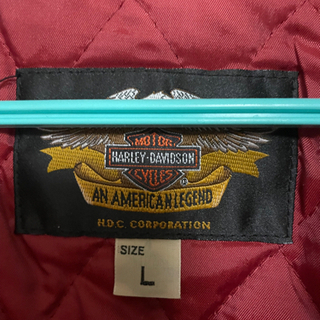 MOTOR
HARLEY-DAVIDSON
CYCLES
AN AMERICAN LEGEND
H.D.C. CORPORATION
SIZE
L